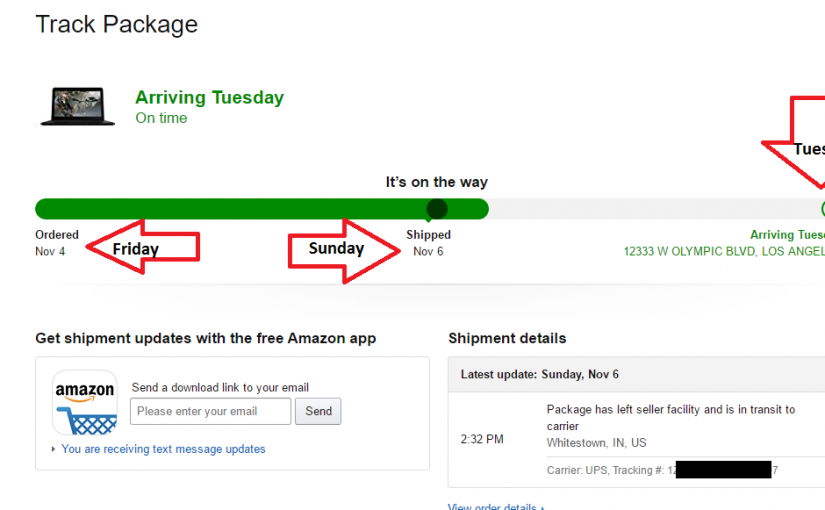 Track Package
Arriving Tuesday
On time
Tues
It's on the way
Ordered
Nov 4
Friday
Sunday
Shipped
Nov 6
Arriving Tues
12333 W OLYMPIC BLVD, LOS ANGEL
Get shipment updates with the free Amazon app
amazon
Send a download link to your email
Please enter your email
Send
You are receiving text message updates
Shipment details
Latest update: Sunday, Nov 6
2:32 PM
Package has left seller facility and is in transit to
carrier
Whitestown, IN, US
Carrier: UPS, Tracking #: 1Z 7
View order details